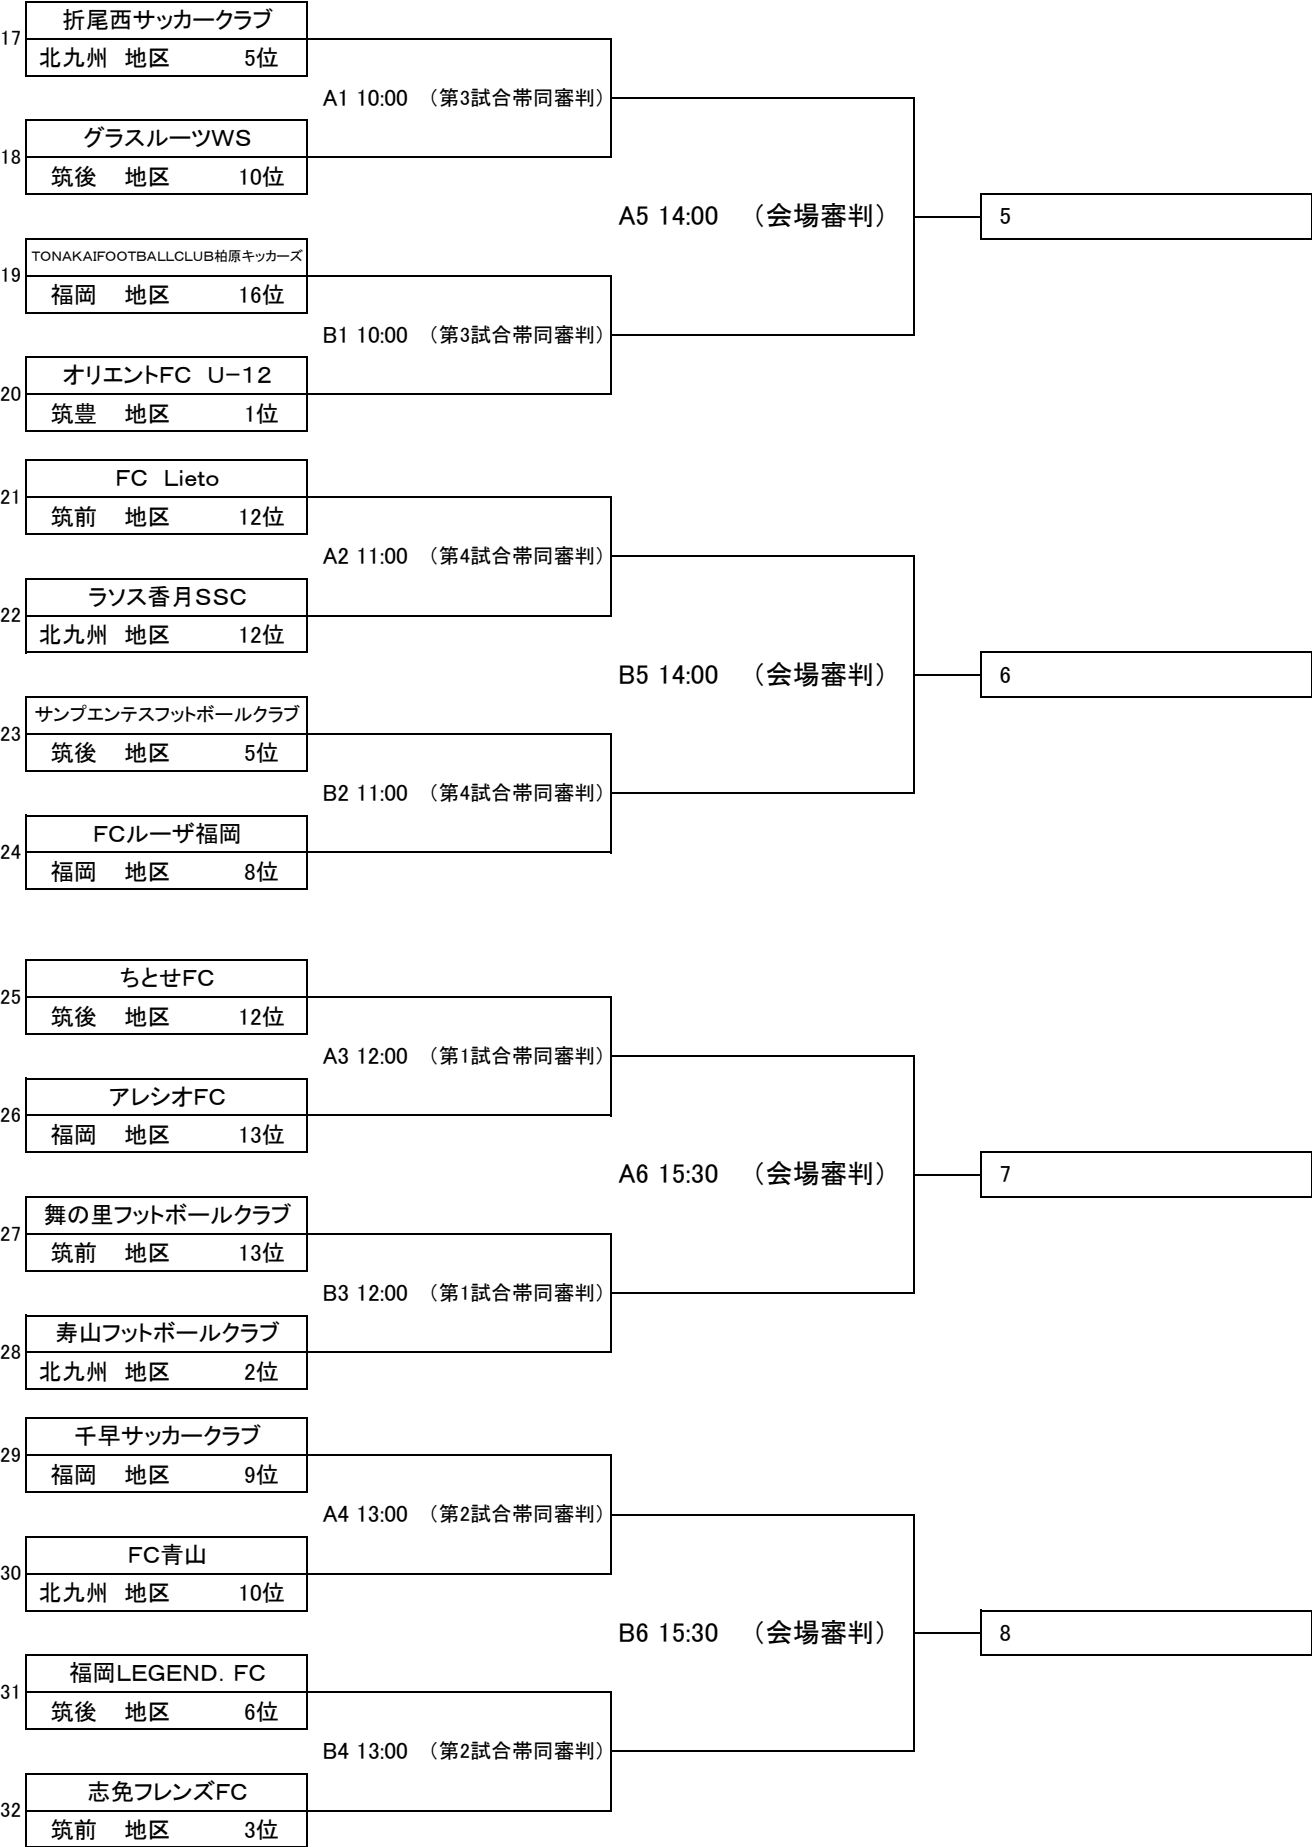 折尾西サッカークラブ
17
北九州 地区 5位
A1 10:00 （第3試合帯同審判）
グラスルーツWS
18
筑後 地区 10位
A5 14:00 （会場審判）
5
TONAKAIFOOTBALLCLUB柏原キッカーズ
19
福岡 地区 16位
B1 10:00 （第3試合帯同審判）
オリエントFC U-12
20
筑豊 地区 1位
FC Lieto
21
筑前 地区 12位
A2 11:00 （第4試合帯同審判）
ラソス香月SSC
22
北九州 地区 12位
B5 14:00 （会場審判）
6
サンプエンテスフットボールクラブ
23
筑後 地区 5位
B2 11:00 （第4試合帯同審判）
FCルーザ福岡
24
福岡 地区 8位
ちとせFC
25
筑後 地区 12位
A3 12:00 （第1試合帯同審判）
アレシオFC
26
福岡 地区 13位
A6 15:30 （会場審判）
7
舞の里フットボールクラブ
27
筑前 地区 13位
B3 12:00 （第1試合帯同審判）
寿山フットボールクラブ
28
北九州 地区 2位
千早サッカークラブ
29
福岡 地区 9位
A4 13:00 （第2試合帯同審判）
FC青山
30
北九州 地区 10位
B6 15:30 （会場審判）
8
福岡LEGEND. FC
31
筑後 地区 6位
B4 13:00 （第2試合帯同審判）
志免フレンズFC
32
筑前 地区 3位